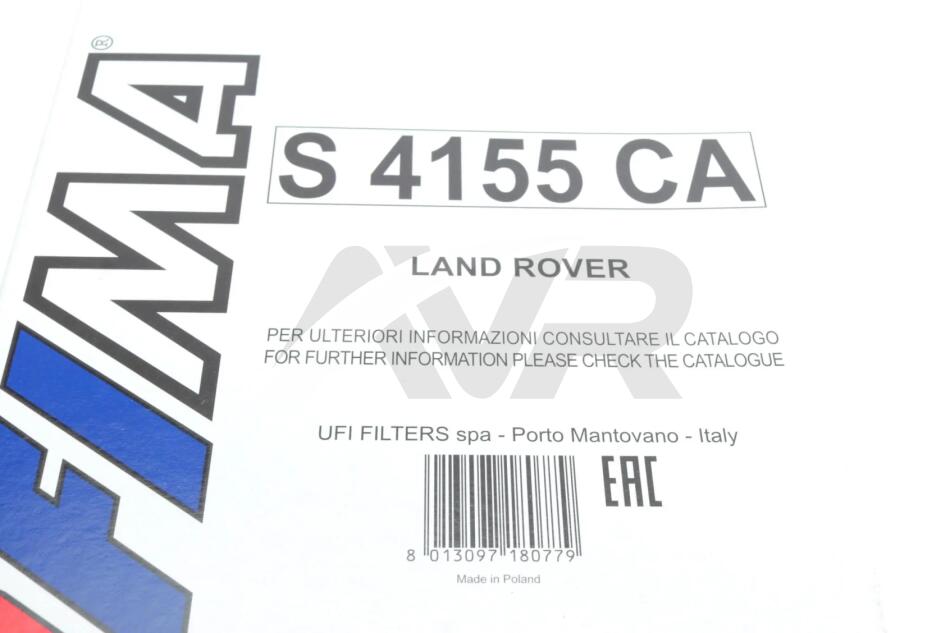 FIMA
S 4155 CA
LAND ROVER
PER ULTERIORI INFORMAZIONI CONSULTARE IL CATALOGO
FOR FURTHER INFORMATION PLEASE CHECK THE CATALOGUE
UFI FILTERS spa - Porto Mantovano - Italy
EAC
8 013097 180779
Made in Poland
AVR